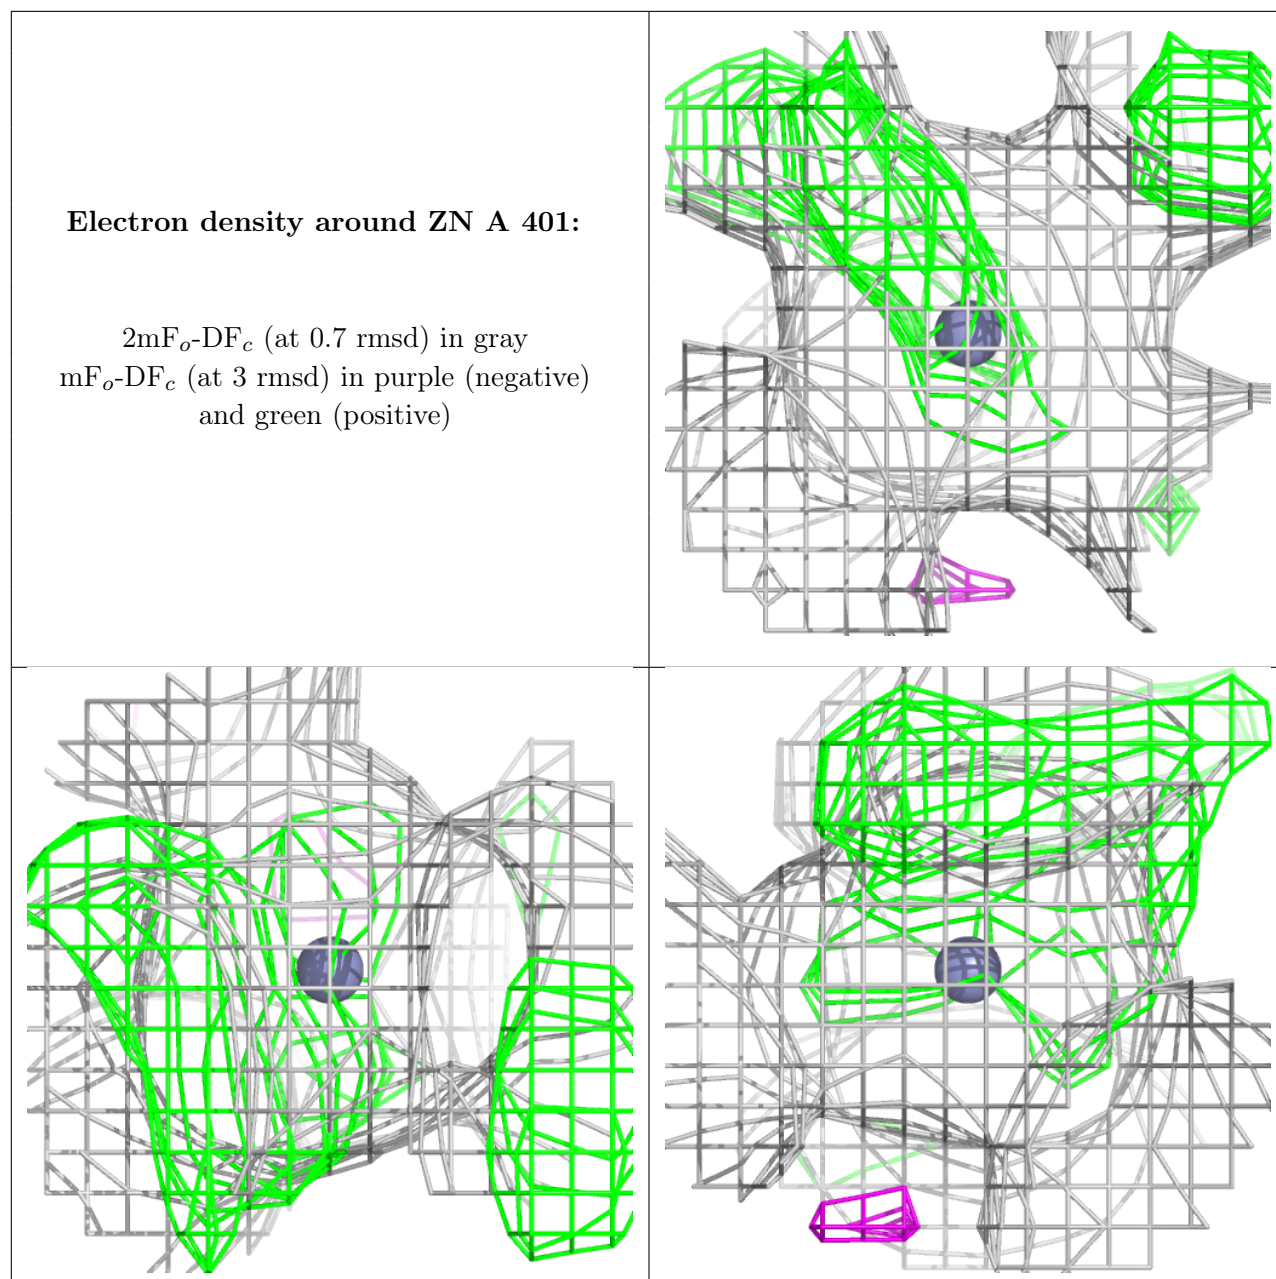 Electron density around ZN A 401:
2mFo-DFc (at 0.7 rmsd) in gray
mFo-DFc (at 3 rmsd) in purple (negative)
and green (positive)